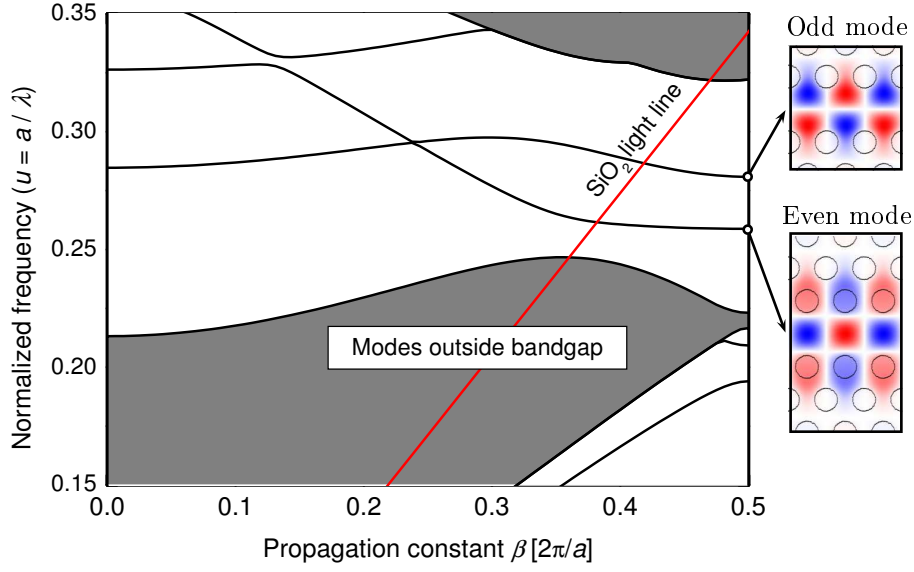 Normalized frequency (u = a / λ)
0.35
0.30
0.25
0.20
0.15
SiO₂ light line
Modes outside bandgap
0.0 0.1 0.2 0.3 0.4 0.5
Propagation constant β [2π/a]
Odd mode
Even mode